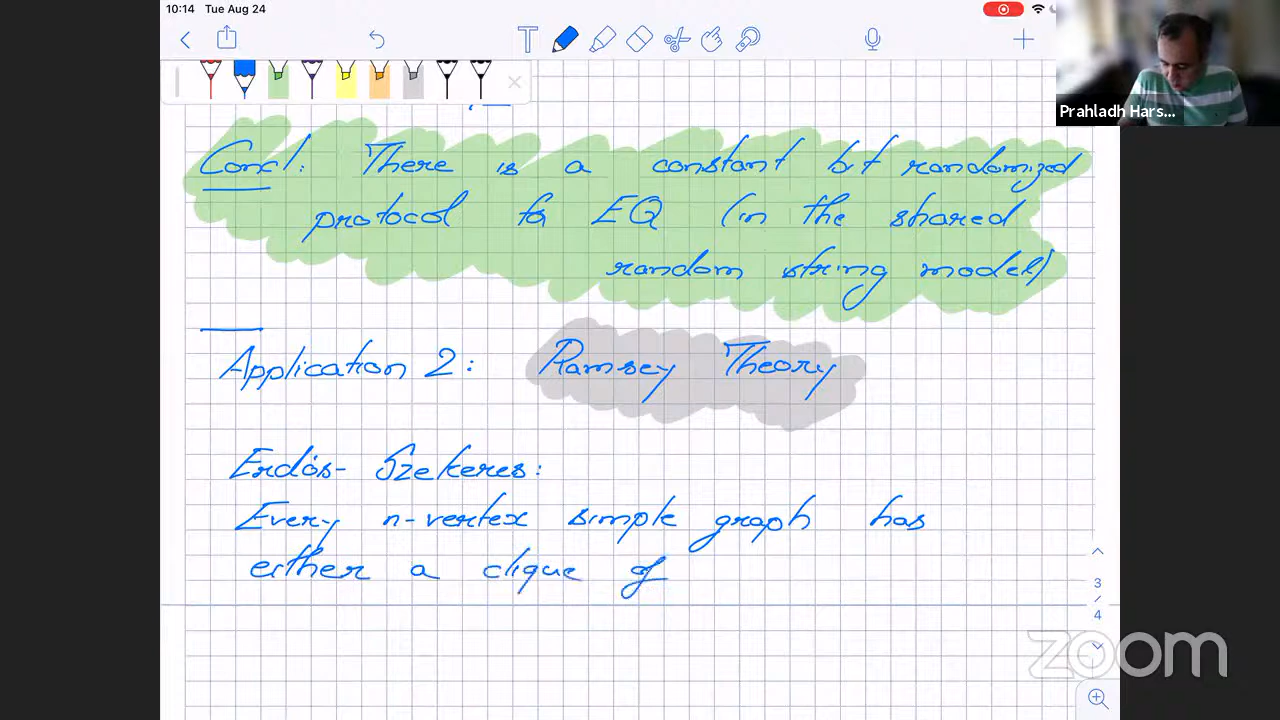 10:14 Tue Aug 24
Prahladh Hars...
Concl: There is a constant bit randomized
protocol for EQ (in the shared
random string model)
Application 2: Ramsey Theory
Erdős- Szekeres:
Every n-vertex simple graph has
either a clique of
3
/
4
zoom